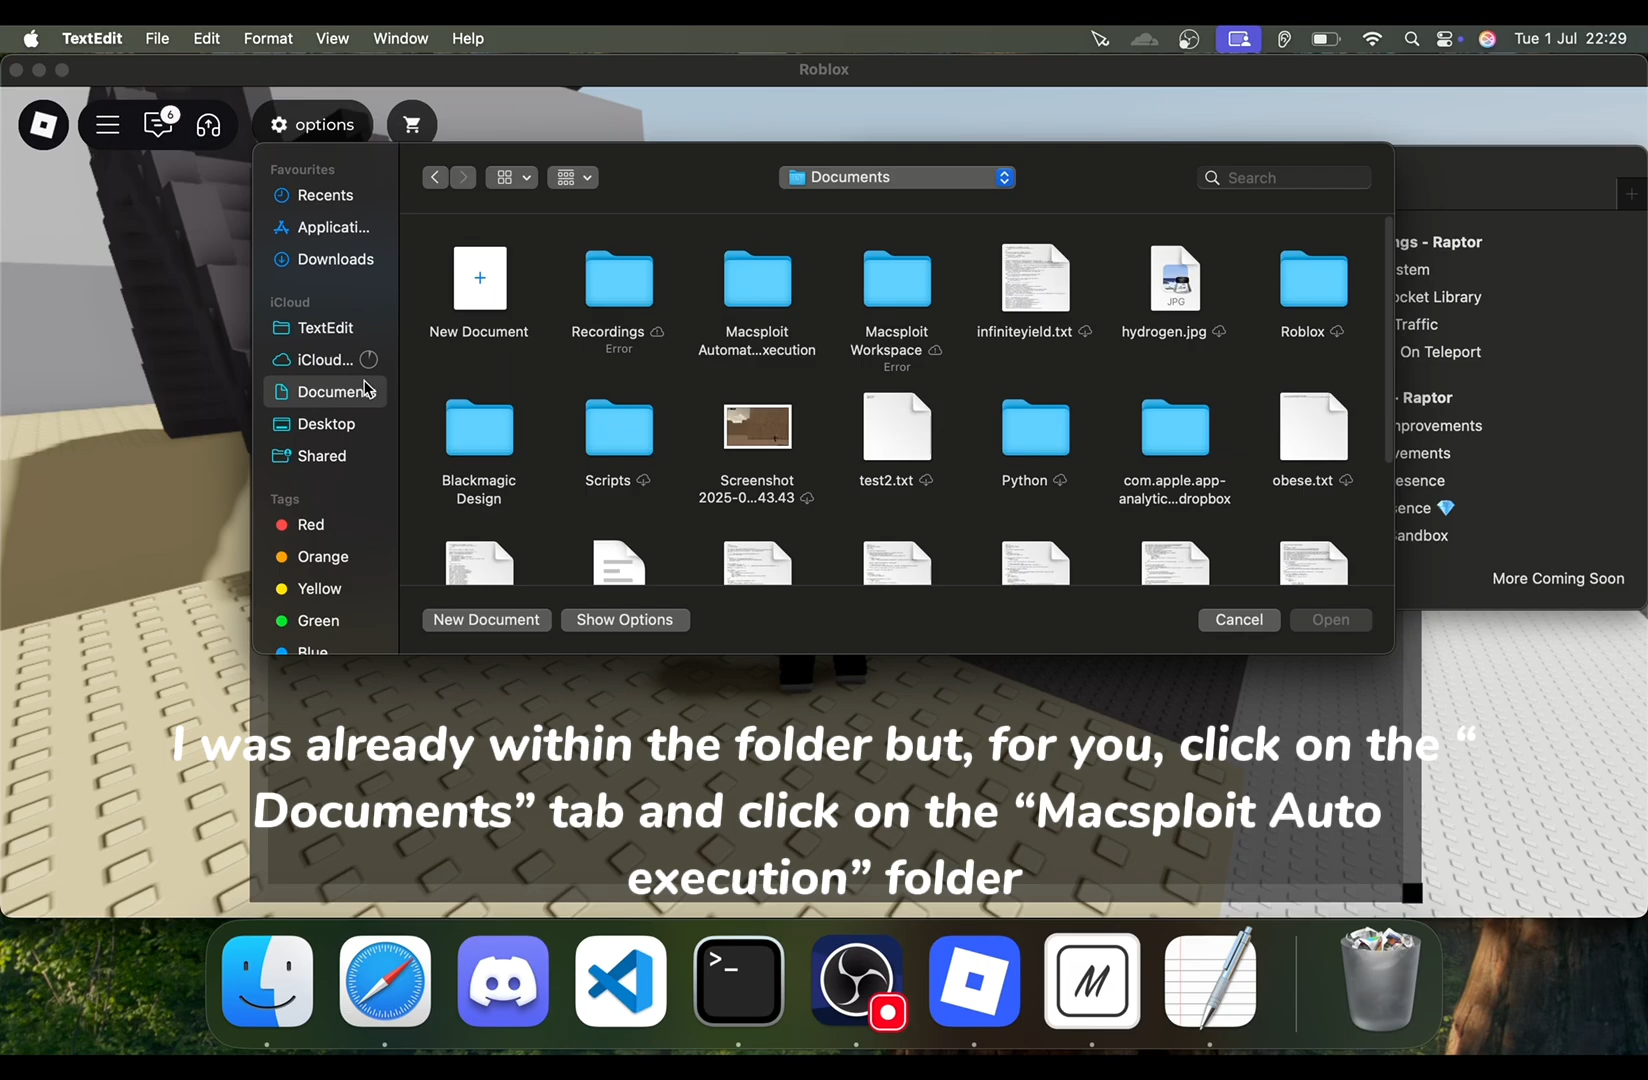 TextEdit File Edit Format View Window Help
Tue 1 Jul 22:29
Roblox
6
options
Favourites
Recents
Applicati...
Downloads
iCloud
TextEdit
iCloud...
Desktop
Shared
Tags
Red
Orange
Yellow
Green
Blue
Documents
Search
New Document
Recordings
Error
Macsploit
Automat...xecution
Macsploit
Workspace
Error
infiniteyield.txt
JPG
hydrogen.jpg
Roblox
Blackmagic
Design
Scripts
Screenshot
2025-0...43.43
test2.txt
Python
com.apple.app-
analytic...dropbox
obese.txt
New Document
Show Options
Cancel
Open
ngs - Raptor
stem
ocket Library
Traffic
On Teleport
- Raptor
nprovements
vements
esence
sence
andbox
More Coming Soon
I was already within the folder but, for you, click on the “
Documents” tab and click on the “Macsploit Auto
execution” folder
>_
M